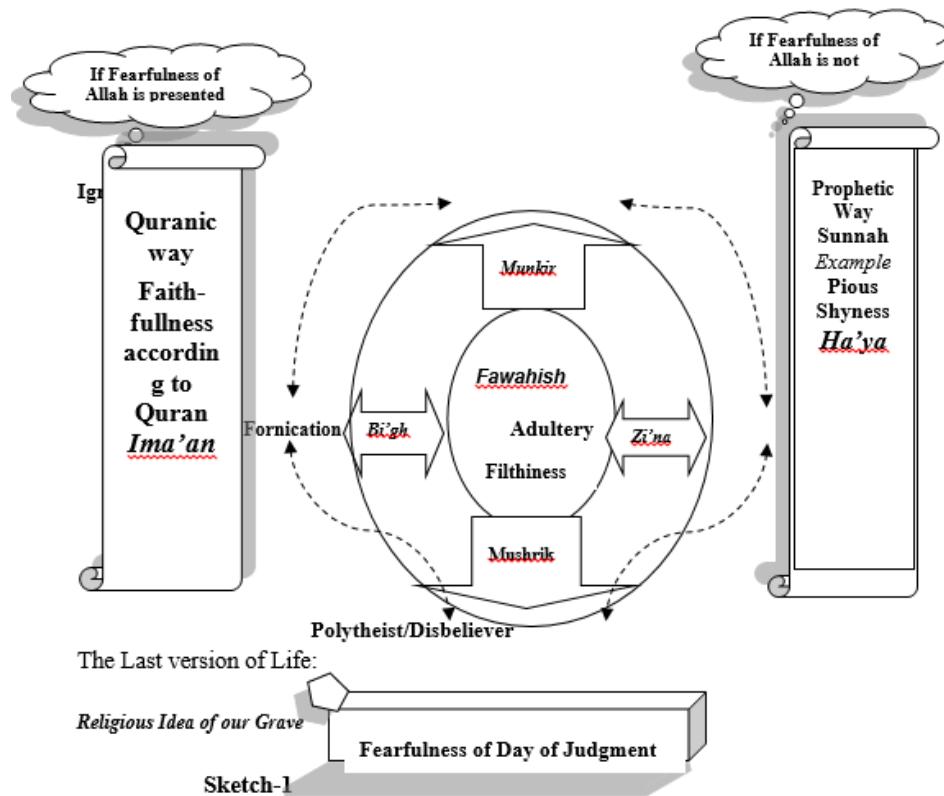 If Fearfulness of
Allah is presented
If Fearfulness of
Allah is not
Quranic
way
Faith-
fullness
accordin
g to
Quran
Ima’an
Prophetic
Way
Sunnah
Example
Pious
Shyness
Ha’ya
Munkir
Fawahish
Fornication
Bi’gh
Adultery
Zi’na
Filthiness
Mushrik
Polytheist/Disbeliever
The Last version of Life:
Religious Idea of our Grave
Fearfulness of Day of Judgment
Sketch-1